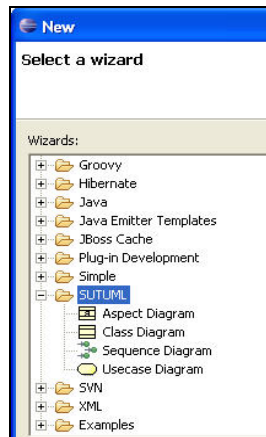 New
Select a wizard
Wizards:
Groovy
Hibernate
Java
Java Emitter Templates
JBoss Cache
Plug-in Development
Simple
SUTUML
Aspect Diagram
Class Diagram
Sequence Diagram
Usecase Diagram
SVN
XML
Examples